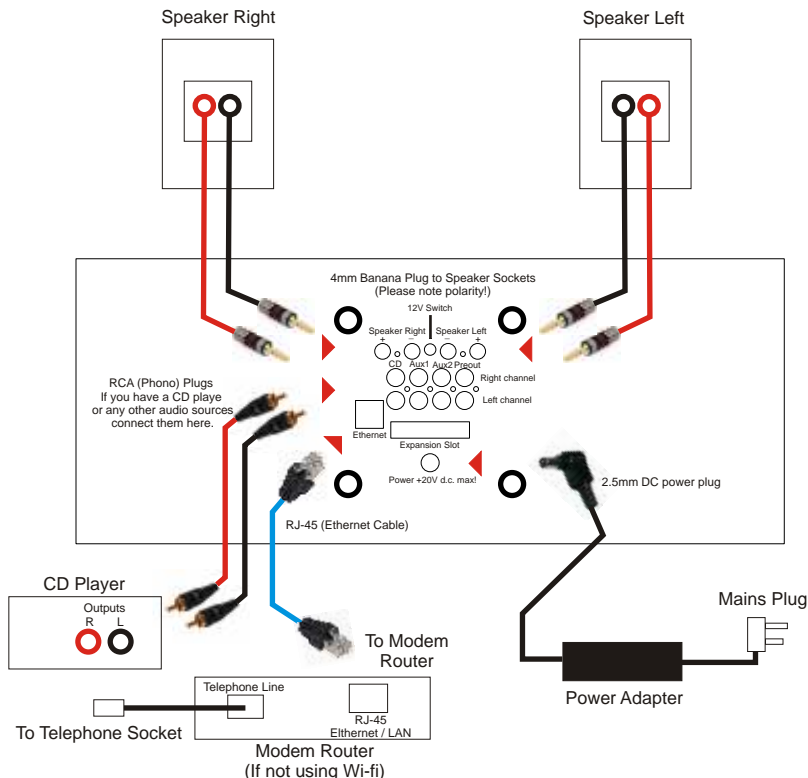 Speaker Right
Speaker Left
4mm Banana Plug to Speaker Sockets
(Please note polarity!)
12V Switch
Speaker Right
Speaker Left
+
–
–
+
CD
Aux1
Aux2
Preout
Right channel
Left channel
RCA (Phono) Plugs
If you have a CD playe
or any other audio sources
connect them here.
Ethernet
Expansion Slot
Power +20V d.c. max!
2.5mm DC power plug
RJ-45 (Ethernet Cable)
CD Player
Outputs
R
L
Mains Plug
To Modem
Router
Power Adapter
Telephone Line
RJ-45
Elthernet / LAN
To Telephone Socket
Modem Router
(If not using Wi-fi)